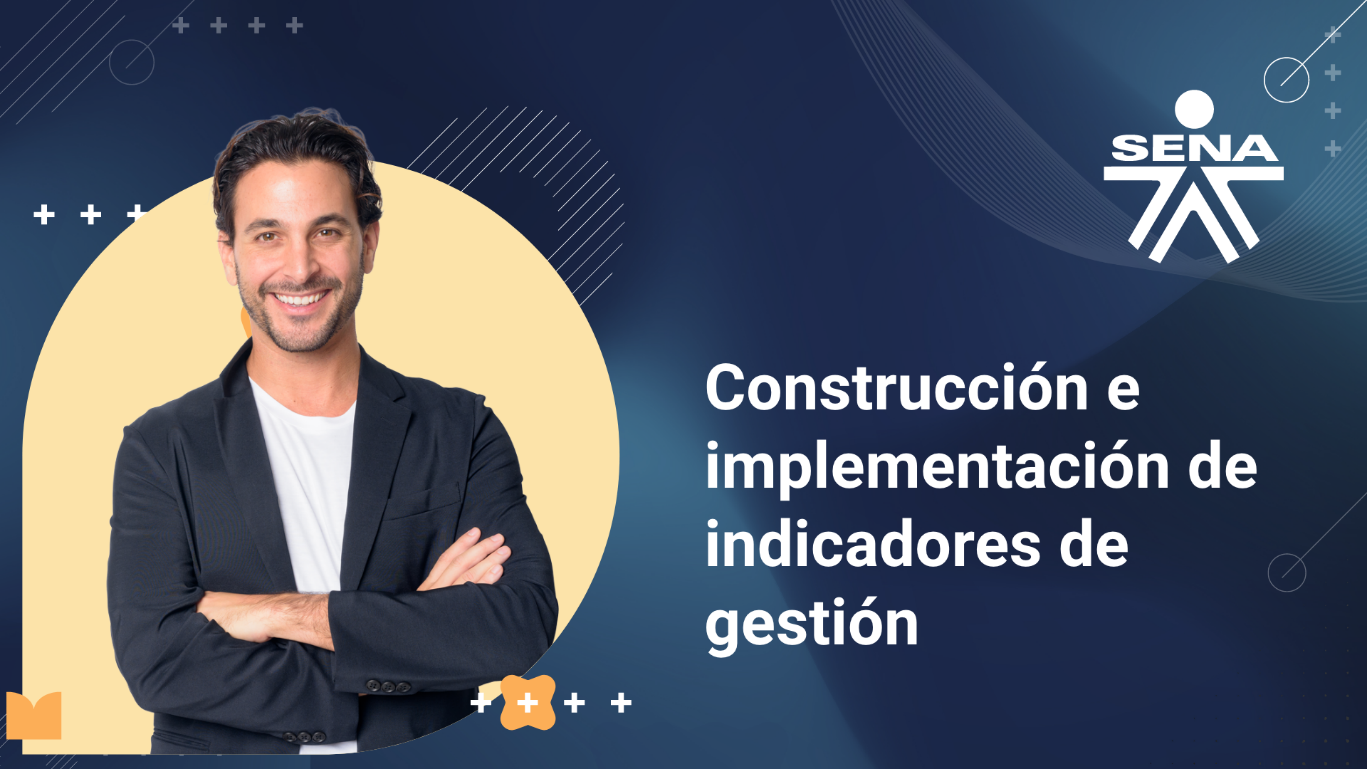 SENA
Construcción e
implementación de
indicadores de
gestión